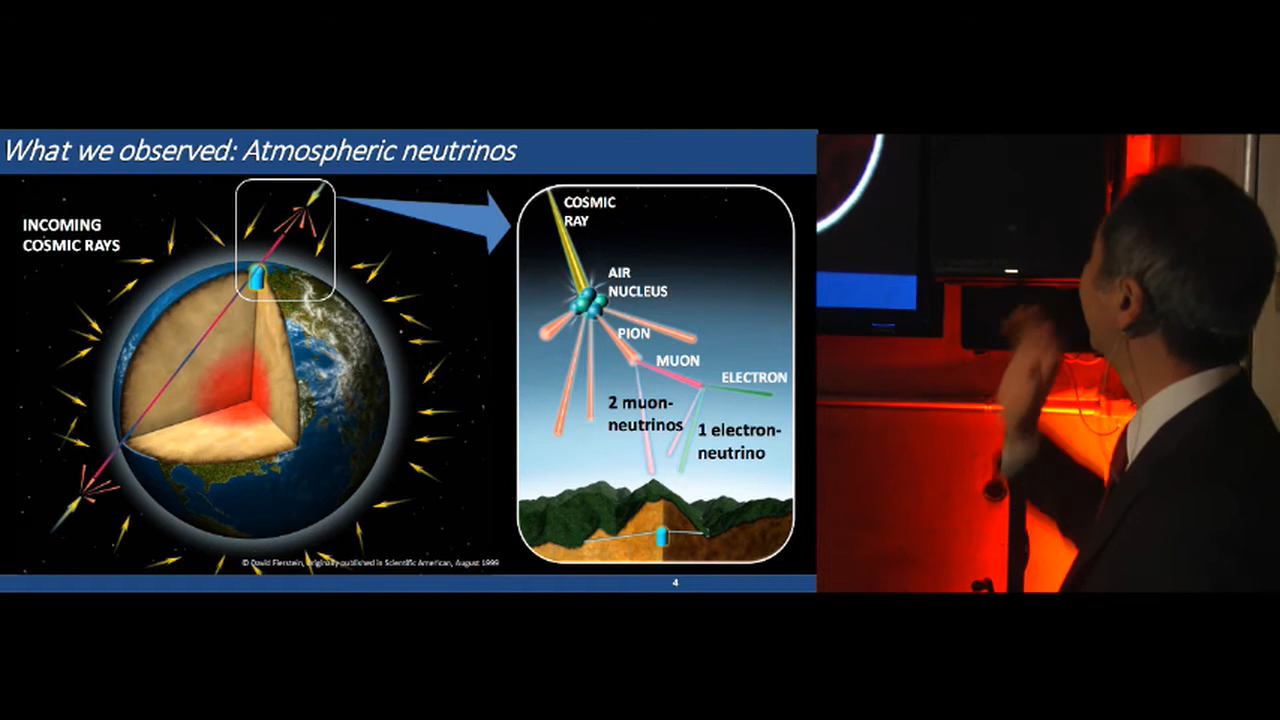 What we observed: Atmospheric neutrinos
INCOMING
COSMIC RAYS
COSMIC
RAY
AIR
NUCLEUS
PION
MUON
ELECTRON
2 muon-
neutrinos
1 electron-
neutrino
© David Fierstein, originally published in Scientific American, August 1999
4